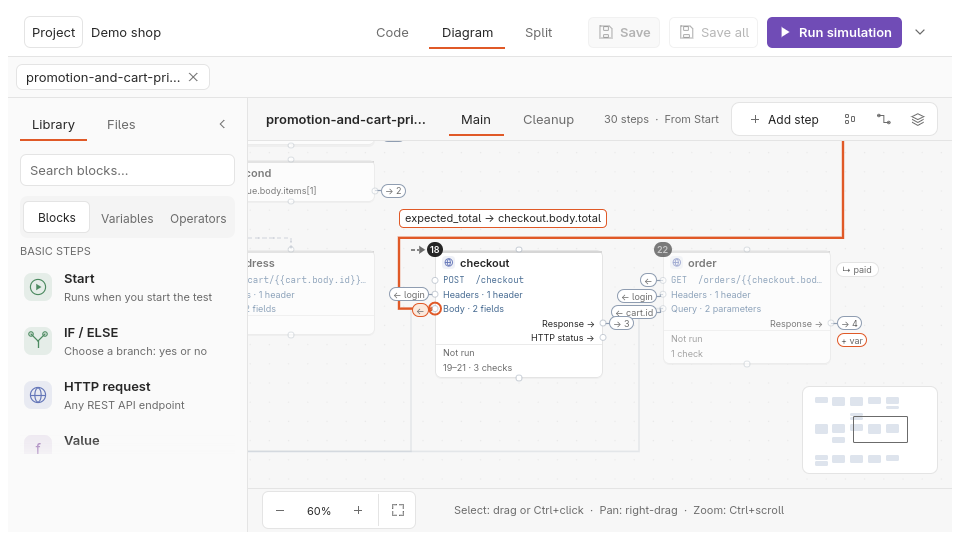 Project Demo shop Code Diagram Split Save Save all Run simulation
promotion-and-cart-pri...
Library Files
promotion-and-cart-pri... Main Cleanup 30 steps · From Start + Add step
Search blocks...
Blocks Variables Operators
BASIC STEPS
Start
Runs when you start the test
IF / ELSE
Choose a branch: yes or no
HTTP request
Any REST API endpoint
Value
cond
ue.body.items[1]
→ 2
expected_total → checkout.body.total
dress
cart/{{cart.body.id}}…
s · 1 header
2 fields
18
checkout
POST /checkout
← login
Headers · 1 header
←
Body · 2 fields
Response →
→ 3
HTTP status →
Not run
19–21 · 3 checks
22
order
←
GET /orders/{{checkout.bod…
← login
Headers · 1 header
← cart.id
Query · 2 parameters
Response →
→ 4
Not run
1 check
↳ paid
+ var
− 60% +
Select: drag or Ctrl+click · Pan: right-drag · Zoom: Ctrl+scroll